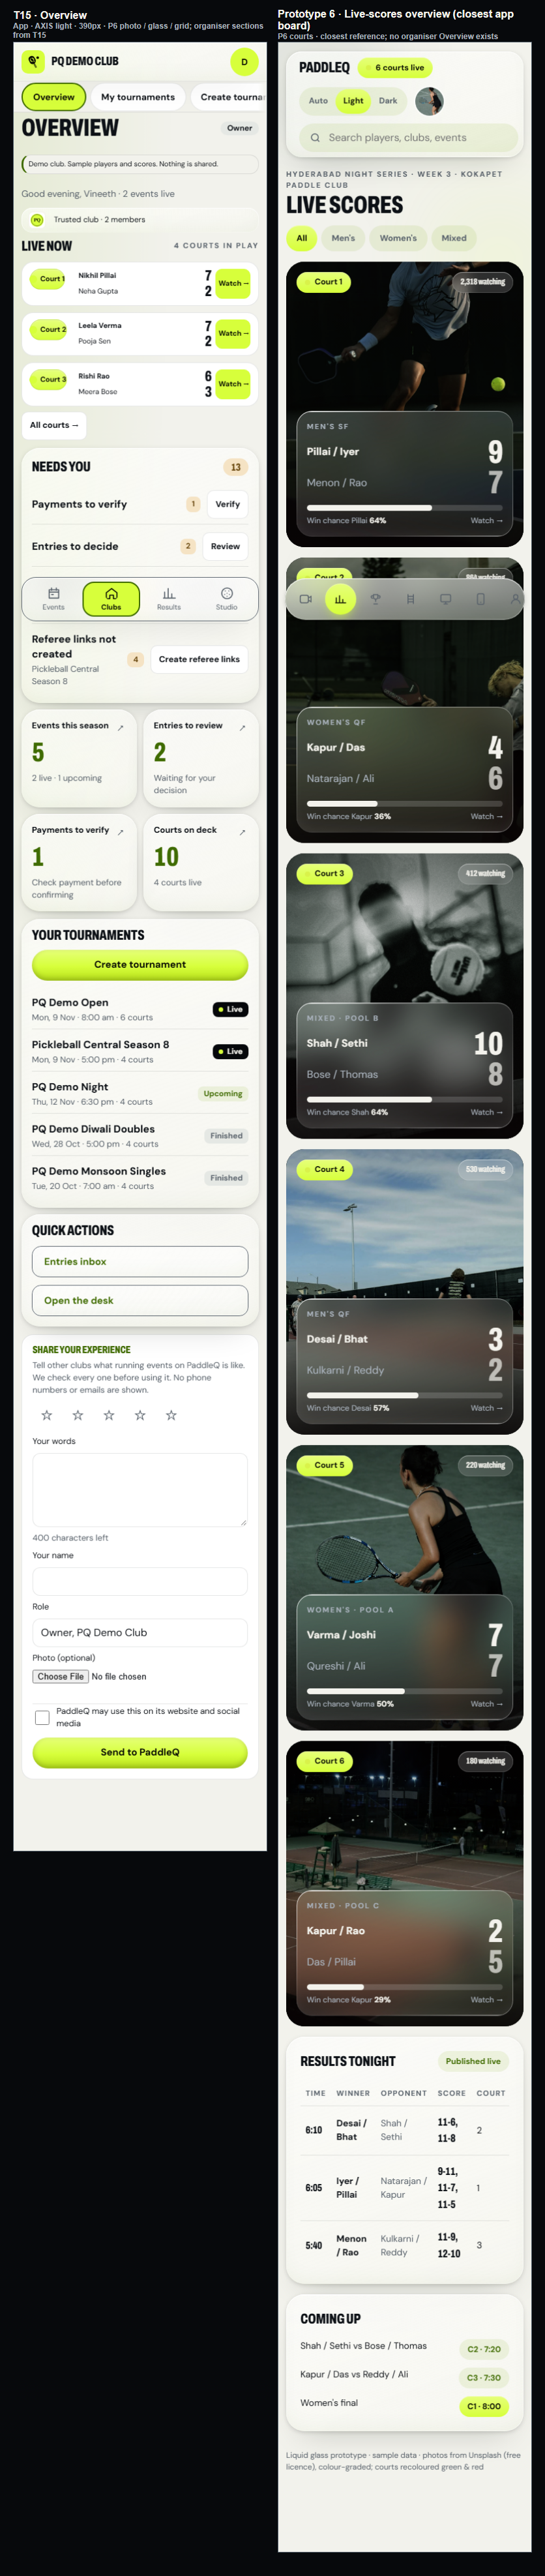 T15 - Overview
App - AXIS light - 390px - P6 photo / glass / grid; organiser sections from T15
PQ DEMO CLUB
D
Overview
My tournaments
Create tourna
OVERVIEW
Owner
Demo club. Sample players and scores. Nothing is shared.
Good evening, Vineeth · 2 events live
PQ
Trusted club · 2 members
LIVE NOW
4 COURTS IN PLAY
Court 1
Nikhil Pillai
7
Neha Gupta
2
Watch →
Court 2
Leela Verma
7
Pooja Sen
2
Watch →
Court 3
Rishi Rao
6
Meera Bose
3
Watch →
All courts →
NEEDS YOU
13
Payments to verify
1
Verify
Entries to decide
2
Review
Events
Clubs
Results
Studio
Referee links not created
Pickleball Central Season 8
4
Create referee links
Events this season
↗
5
2 live · 1 upcoming
Entries to review
↗
2
Waiting for your decision
Payments to verify
↗
1
Check payment before confirming
Courts on deck
↗
10
4 courts live
YOUR TOURNAMENTS
Create tournament
PQ Demo Open
Mon, 9 Nov · 8:00 am · 6 courts
Live
Pickleball Central Season 8
Mon, 9 Nov · 5:00 pm · 4 courts
Live
PQ Demo Night
Thu, 12 Nov · 6:30 pm · 4 courts
Upcoming
PQ Demo Diwali Doubles
Wed, 28 Oct · 5:00 pm · 4 courts
Finished
PQ Demo Monsoon Singles
Tue, 20 Oct · 7:00 am · 4 courts
Finished
QUICK ACTIONS
Entries inbox
Open the desk
SHARE YOUR EXPERIENCE
Tell other clubs what running events on PaddleQ is like.
We check every one before using it. No phone
numbers or emails are shown.
Your words
400 characters left
Your name
Role
Owner, PQ Demo Club
Photo (optional)
Choose File No file chosen
PaddleQ may use this on its website and social
media
Send to PaddleQ
Prototype 6 · Live-scores overview (closest app board)
P6 courts - closest reference; no organiser Overview exists
PADDLEQ
6 courts live
Auto
Light
Dark
Search players, clubs, events
HYDERABAD NIGHT SERIES · WEEK 3 · KOKAPET
PADDLE CLUB
LIVE SCORES
All
Men's
Women's
Mixed
Court 1
2,318 watching
MEN'S SF
Pillai / Iyer
9
Menon / Rao
7
Win chance Pillai 64%
Watch →
Court 2
WOMEN'S QF
Kapur / Das
4
Natarajan / Ali
6
Win chance Kapur 36%
Watch →
Court 3
412 watching
MIXED · POOL B
Shah / Sethi
10
Bose / Thomas
8
Win chance Shah 64%
Watch →
Court 4
530 watching
MEN'S QF
Desai / Bhat
3
Kulkarni / Reddy
2
Win chance Desai 57%
Watch →
Court 5
220 watching
WOMEN'S · POOL A
Varma / Joshi
7
Qureshi / Ali
7
Win chance Varma 50%
Watch →
Court 6
180 watching
MIXED · POOL C
Kapur / Rao
2
Das / Pillai
5
Win chance Kapur 29%
Watch →
RESULTS TONIGHT
Published live
TIME WINNER OPPONENT SCORE COURT
6:10 Desai / Bhat Shah / Sethi 11-6, 11-8 2
6:05 Iyer / Pillai Natarajan / Kapur 9-11, 11-7, 11-5 1
5:40 Menon / Rao Kulkarni / Reddy 11-9, 12-10 3
COMING UP
Shah / Sethi vs Bose / Thomas
C2 · 7:20
Kapur / Das vs Reddy / Ali
C3 · 7:30
Women's final
C1 · 8:00
Liquid glass prototype · sample data · photos from Unsplash (free
licence), colour-graded; courts recoloured green & red